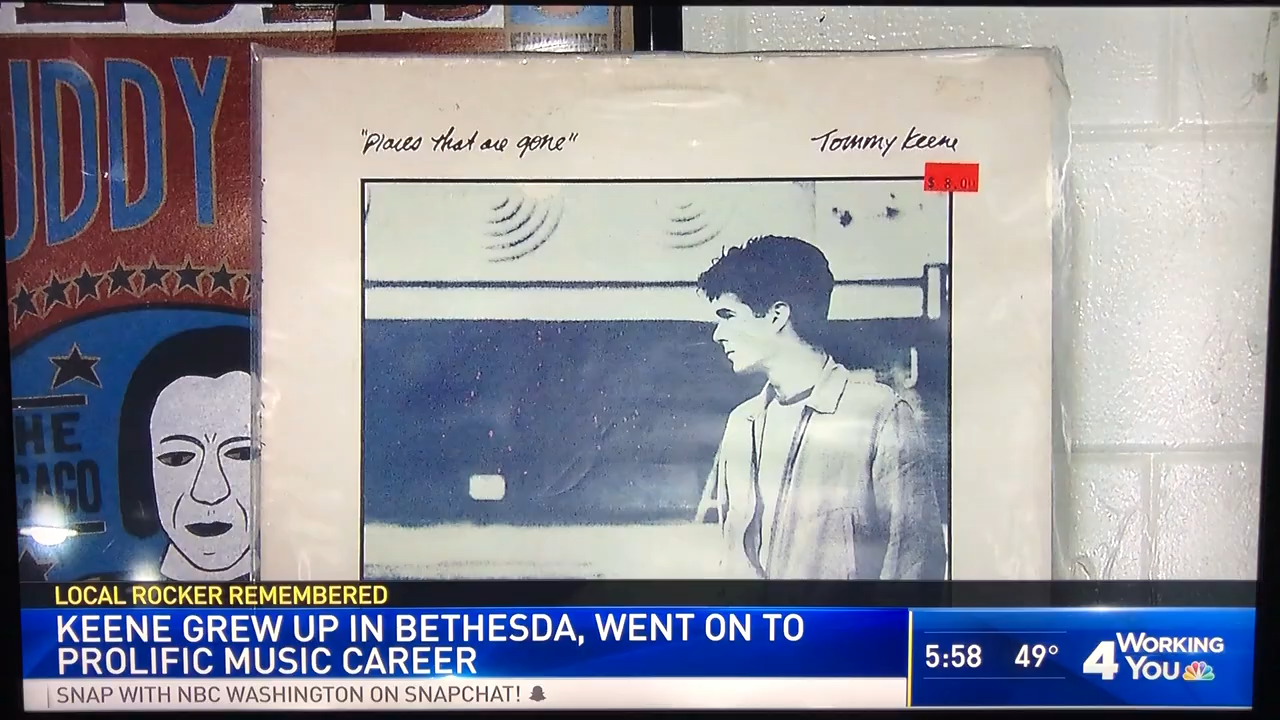 UDDY
"Places that are gone"
Tommy Keene
$ 8.00
HE
CAGO
LOCAL ROCKER REMEMBERED
KEENE GREW UP IN BETHESDA, WENT ON TO
PROLIFIC MUSIC CAREER
5:58 49°
4 WORKING
YOU
SNAP WITH NBC WASHINGTON ON SNAPCHAT!